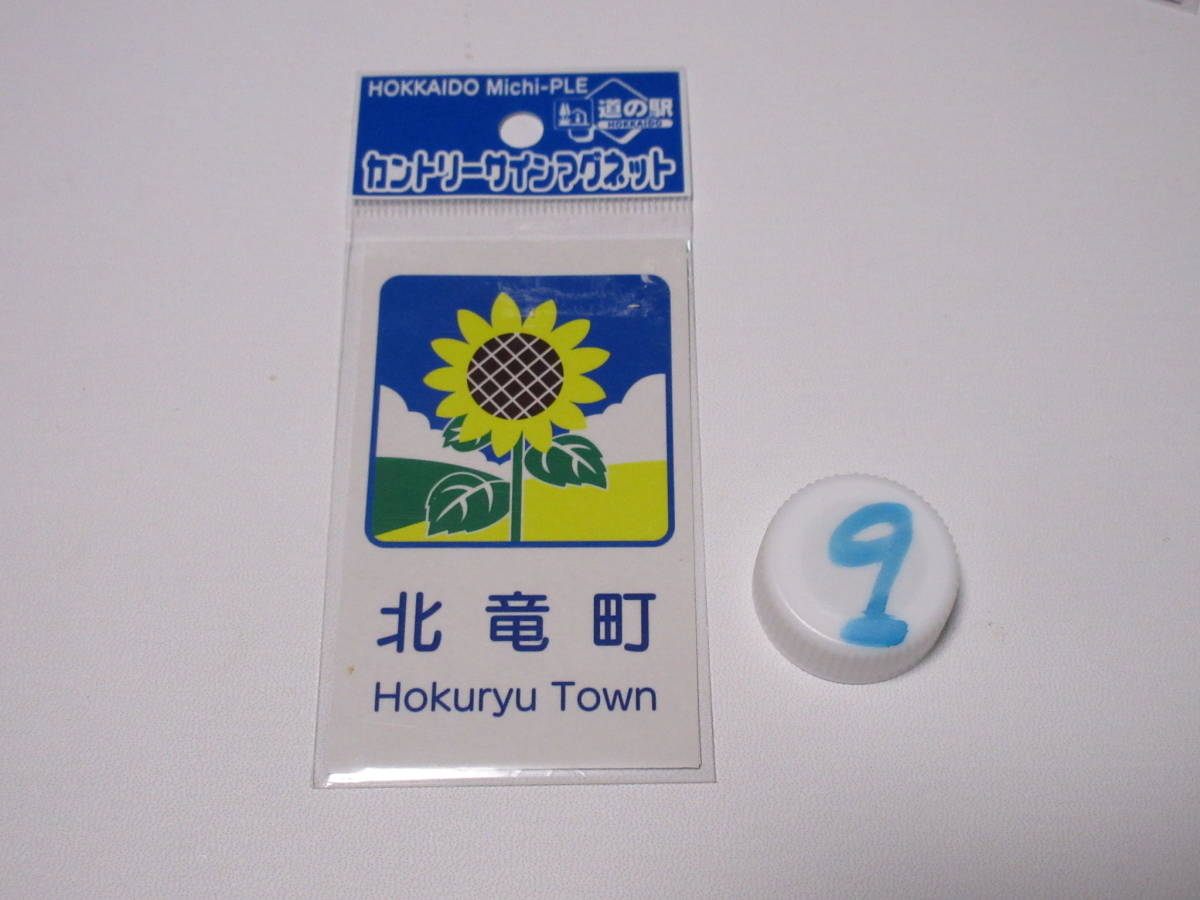 HOKKAIDO Michi-PLE
道の駅
HOKKAIDO
カントリーサインマグネット
北竜町
Hokuryu Town
9